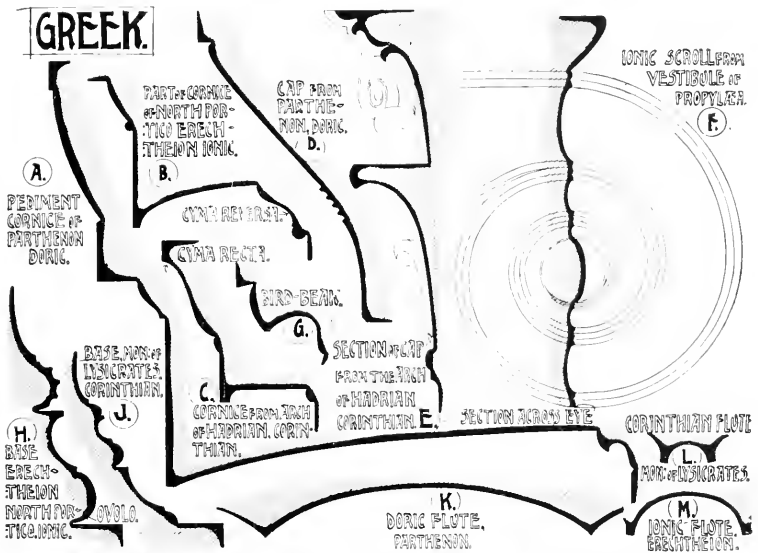 GREEK.
A.
PEDIMENT
CORNICE OF
PARTHENON
DORIC.
PART OF CORNICE
OF NORTH POR-
TICO ERECH-
THEION IONIC.
B.
CYMA REVERSA.
CYMA RECTA.
CAP FROM
PARTHE-
NON, DORIC.
D.
IONIC SCROLL FROM
VESTIBULE OF
PROPYLÆA.
F.
BIRD-BEAK.
G.
SECTION OF CAP
FROM THE ARCH
OF HADRIAN
CORINTHIAN. E.
SECTION ACROSS EYE
BASE, MON. OF
LYSICRATES.
CORINTHIAN.
J.
C.
CORNICE FROM ARCH
OF HADRIAN. CORIN-
THIAN.
H.
BASE
ERECH-
THEION
NORTH POR-
TICO. IONIC.
OVOLO.
K.
DORIC FLUTE,
PARTHENON.
CORINTHIAN FLUTE
L.
MON. OF LYSICRATES.
M.
IONIC FLUTE.
ERECHTHEION.